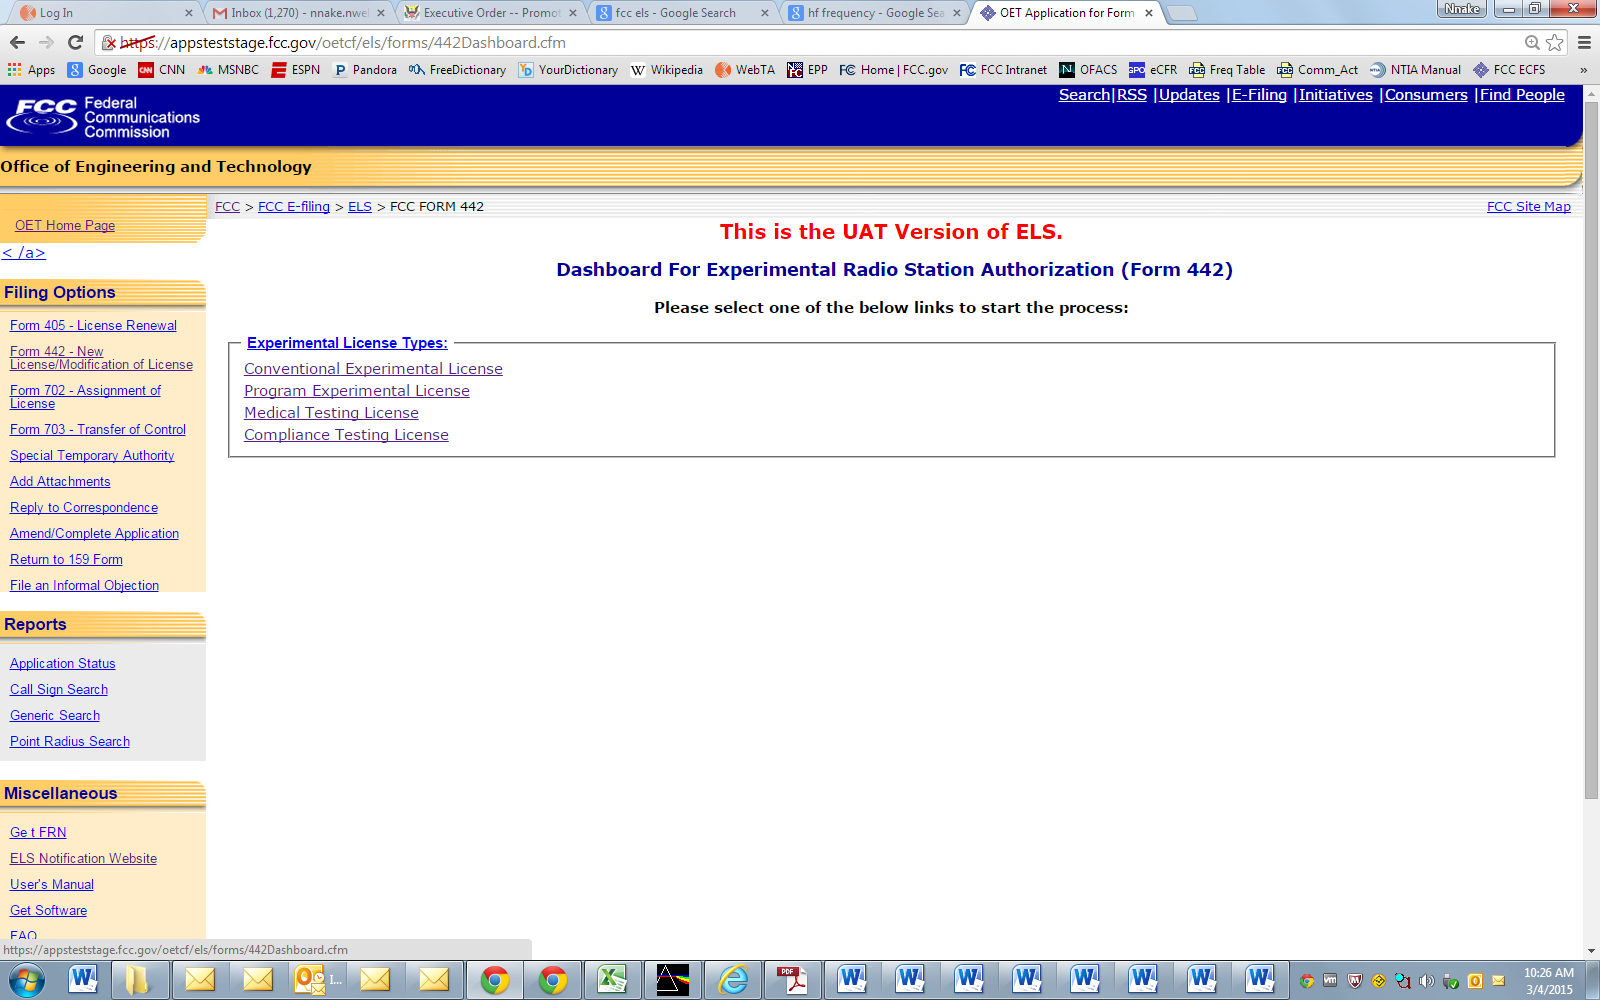 Log In
Inbox (1,270) - nnake.nwel
Executive Order -- Promot
fcc els - Google Search
hf frequency - Google Sea
OET Application for Form
Nnake
https://appsteststage.fcc.gov/oetcf/els/forms/442Dashboard.cfm
Apps Google CNN MSNBC ESPN Pandora FreeDictionary YourDictionary Wikipedia WebTA EPP Home | FCC.gov FCC Intranet OFACS eCFR Freq Table Comm_Act NTIA Manual FCC ECFS »
FCC Federal Communications Commission
Search|RSS |Updates |E-Filing |Initiatives |Consumers |Find People
Office of Engineering and Technology
FCC > FCC E-filing > ELS > FCC FORM 442
FCC Site Map
OET Home Page
< /a>
This is the UAT Version of ELS.
Dashboard For Experimental Radio Station Authorization (Form 442)
Please select one of the below links to start the process:
Experimental License Types:
Conventional Experimental License
Program Experimental License
Medical Testing License
Compliance Testing License
Filing Options
Form 405 - License Renewal
Form 442 - New
License/Modification of License
Form 702 - Assignment of
License
Form 703 - Transfer of Control
Special Temporary Authority
Add Attachments
Reply to Correspondence
Amend/Complete Application
Return to 159 Form
File an Informal Objection
Reports
Application Status
Call Sign Search
Generic Search
Point Radius Search
Miscellaneous
Ge t FRN
ELS Notification Website
User's Manual
Get Software
FAQ
https://appsteststage.fcc.gov/oetcf/els/forms/442Dashboard.cfm
I...
10:26 AM
3/4/2015